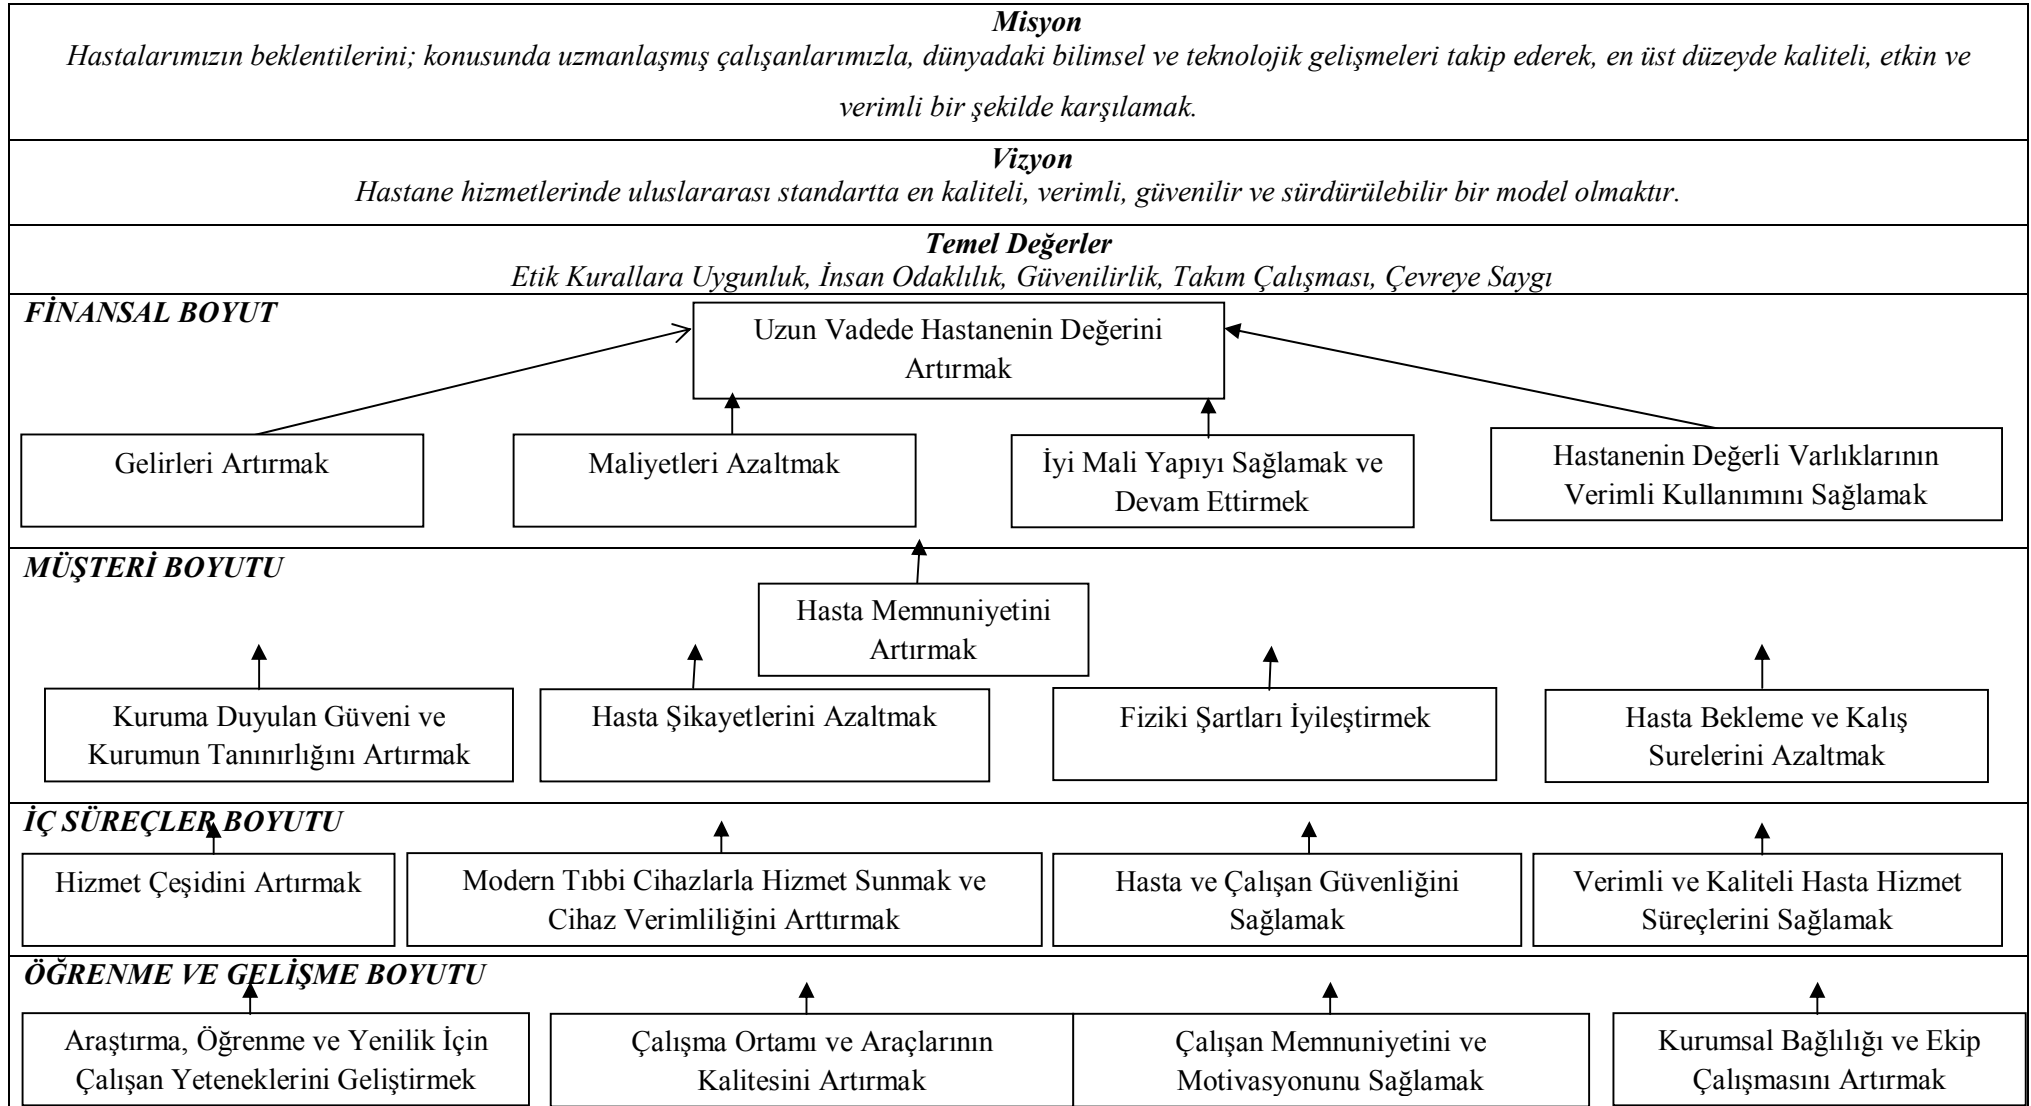 Misyon
Hastalarımızın beklentilerini; konusunda uzmanlaşmış çalışanlarımızla, dünyadaki bilimsel ve teknolojik gelişmeleri takip ederek, en üst düzeyde kaliteli, etkin ve
verimli bir şekilde karşılamak.
Vizyon
Hastane hizmetlerinde uluslararası standartta en kaliteli, verimli, güvenilir ve sürdürülebilir bir model olmaktır.
Temel Değerler
Etik Kurallara Uygunluk, İnsan Odaklılık, Güvenilirlik, Takım Çalışması, Çevreye Saygı
FİNANSAL BOYUT
Uzun Vadede Hastanenin Değerini
Artırmak
Gelirleri Artırmak
Maliyetleri Azaltmak
İyi Mali Yapıyı Sağlamak ve
Devam Ettirmek
Hastanenin Değerli Varlıklarının
Verimli Kullanımını Sağlamak
MÜŞTERİ BOYUTU
Hasta Memnuniyetini
Artırmak
Kuruma Duyulan Güveni ve
Kurumun Tanınırlığını Artırmak
Hasta Şikayetlerini Azaltmak
Fiziki Şartları İyileştirmek
Hasta Bekleme ve Kalış
Surelerini Azaltmak
İÇ SÜREÇLER BOYUTU
Hizmet Çeşidini Artırmak
Modern Tıbbi Cihazlarla Hizmet Sunmak ve
Cihaz Verimliliğini Arttırmak
Hasta ve Çalışan Güvenliğini
Sağlamak
Verimli ve Kaliteli Hasta Hizmet
Süreçlerini Sağlamak
ÖĞRENME VE GELİŞME BOYUTU
Araştırma, Öğrenme ve Yenilik İçin
Çalışan Yeteneklerini Geliştirmek
Çalışma Ortamı ve Araçlarının
Kalitesini Artırmak
Çalışan Memnuniyetini ve
Motivasyonunu Sağlamak
Kurumsal Bağlılığı ve Ekip
Çalışmasını Artırmak